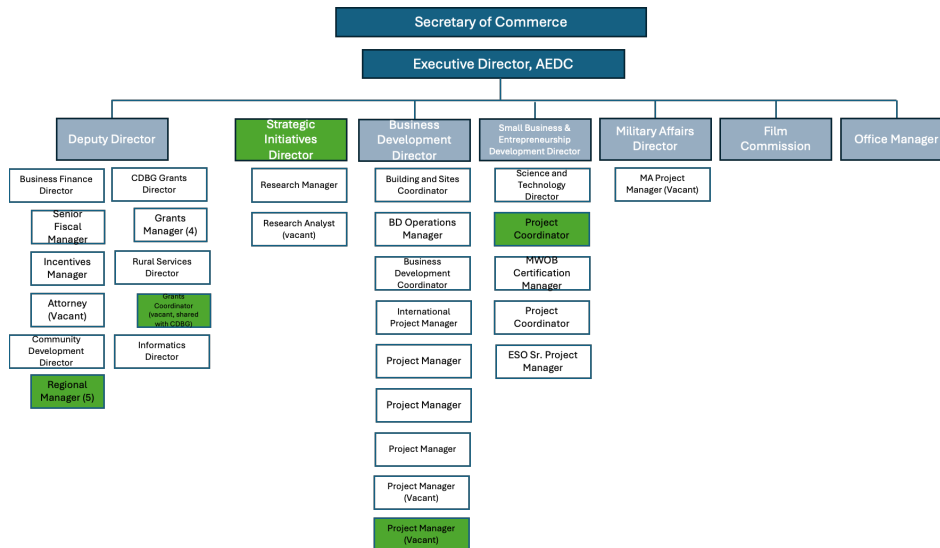 Secretary of Commerce
Executive Director, AEDC
Deputy Director
Strategic
Initiatives
Director
Business
Development
Director
Small Business &
Entrepreneurship
Development Director
Military Affairs
Director
Film
Commission
Office Manager
Business Finance
Director
CDBG Grants
Director
Senior
Fiscal
Manager
Grants
Manager (4)
Incentives
Manager
Rural Services
Director
Attorney
(Vacant)
Grants
Coordinator
(vacant, shared
with CDBG)
Community
Development
Director
Informatics
Director
Regional
Manager (5)
Research Manager
Research Analyst
(vacant)
Building and Sites
Coordinator
BD Operations
Manager
Business
Development
Coordinator
International
Project Manager
Project Manager
Project Manager
Project Manager
Project Manager
(Vacant)
Project Manager
(Vacant)
Science and
Technology
Director
Project
Coordinator
MWOB
Certification
Manager
Project
Coordinator
ESO Sr. Project
Manager
MA Project
Manager (Vacant)